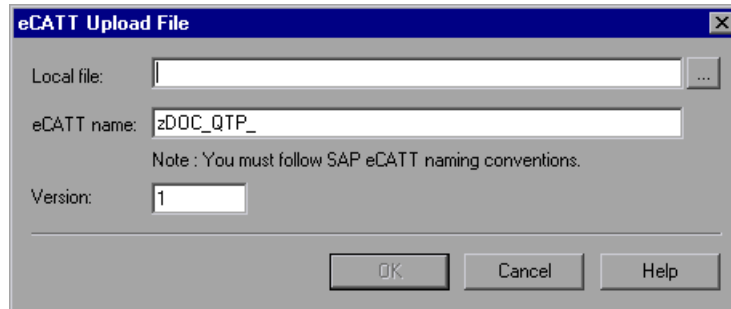 eCATT Upload File
Local file:
...
eCATT name: zDOC_QTP_
Note : You must follow SAP eCATT naming conventions.
Version: 1
OK Cancel Help